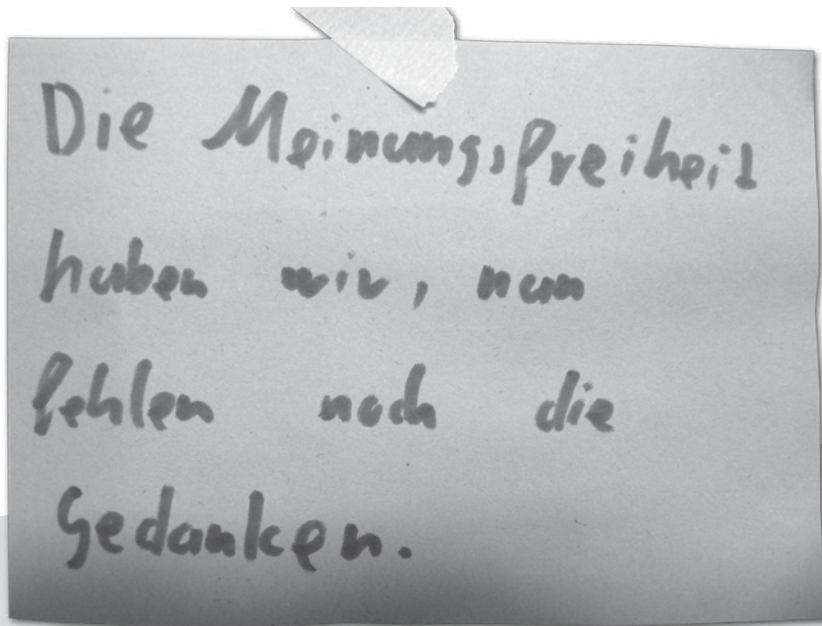 Die Meinungsfreiheit
haben wir, nun
fehlen noch die
Gedanken.